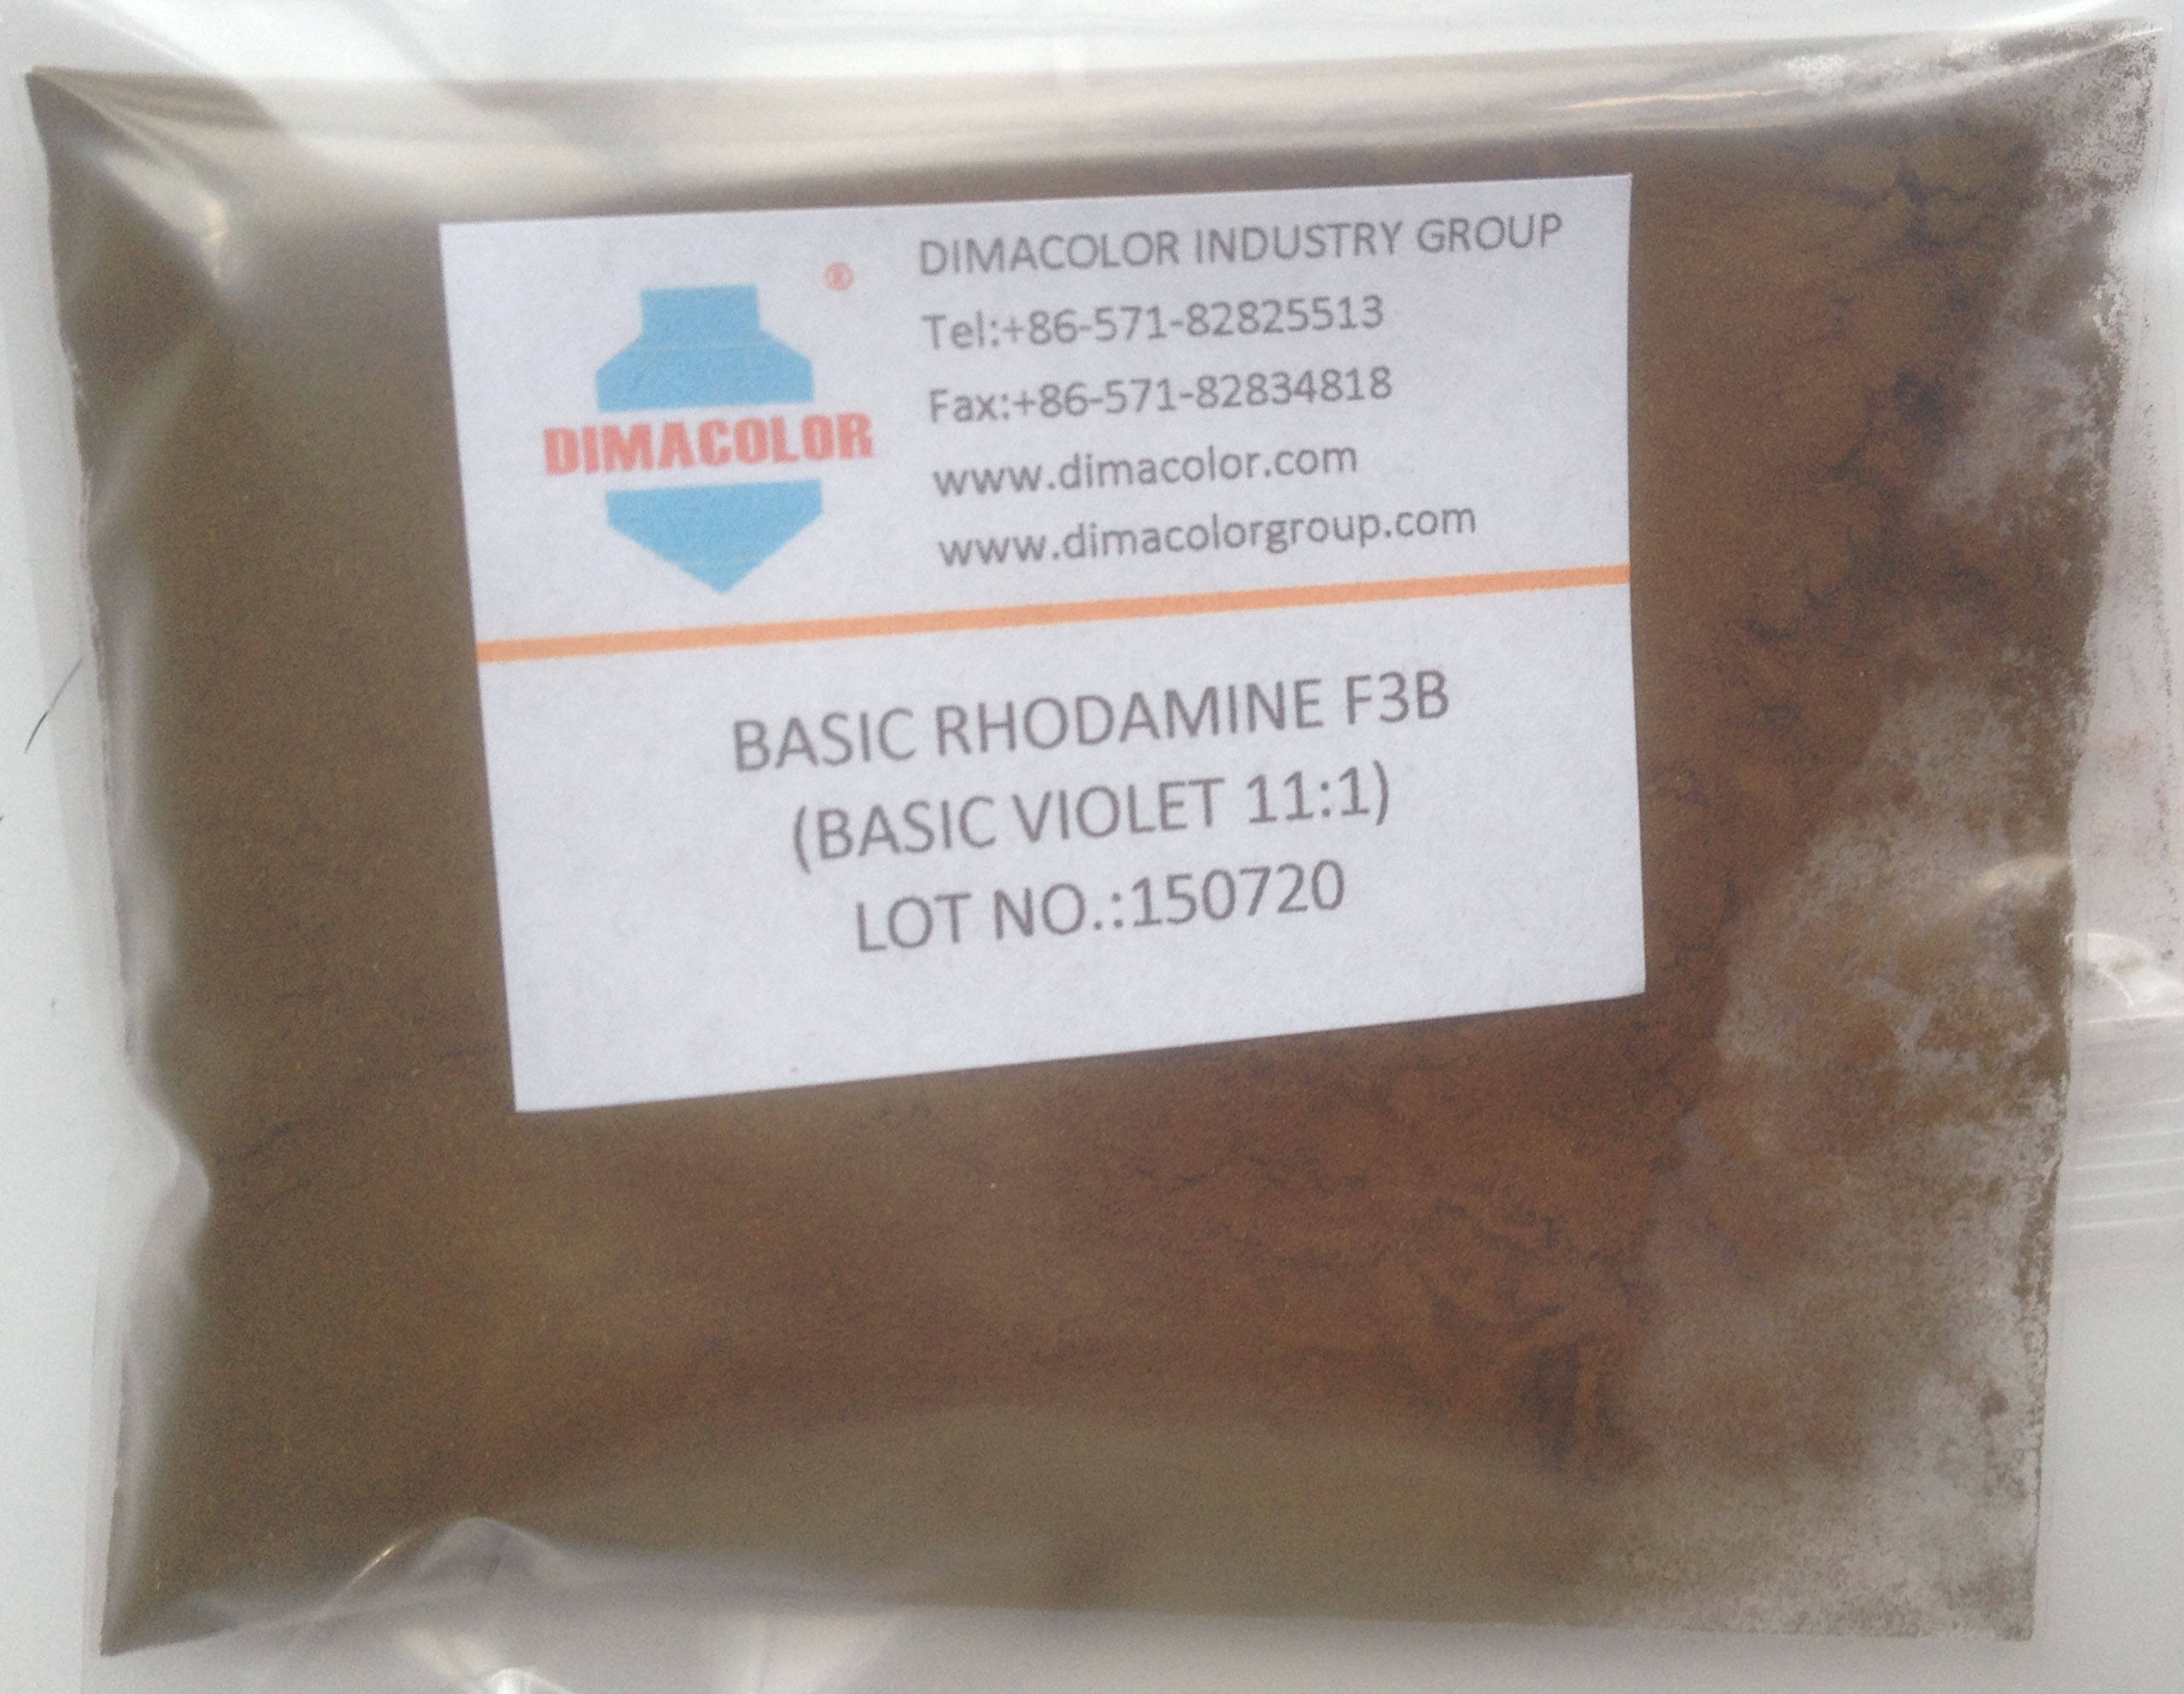 ®
DIMACOLOR
DIMACOLOR INDUSTRY GROUP
Tel:+86-571-82825513
Fax:+86-571-82834818
www.dimacolor.com
www.dimacolorgroup.com
BASIC RHODAMINE F3B
(BASIC VIOLET 11:1)
LOT NO.:150720